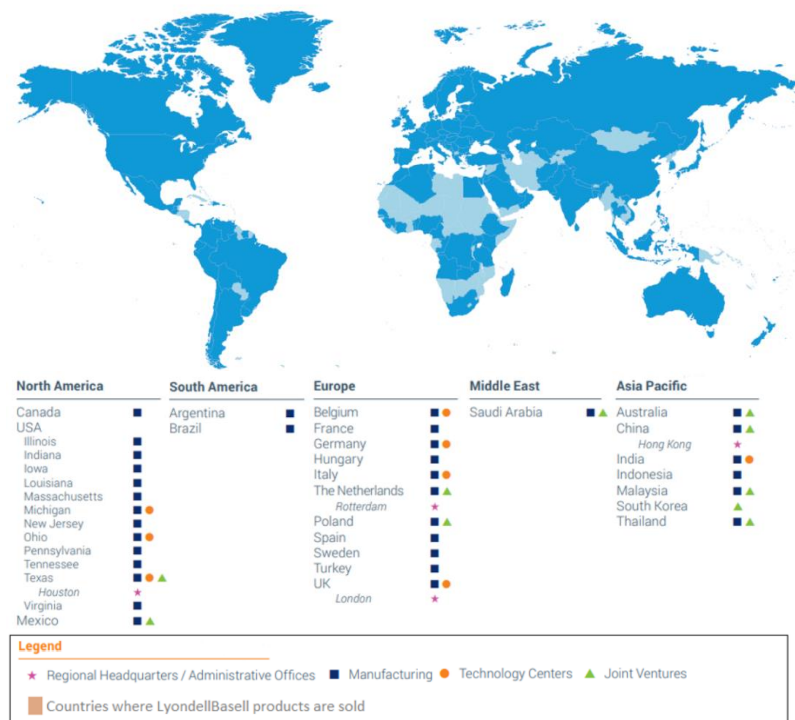 North America
Canada
USA
Illinois
Indiana
Iowa
Louisiana
Massachusetts
Michigan
New Jersey
Ohio
Pennsylvania
Tennessee
Texas
Houston
Virginia
Mexico
South America
Argentina
Brazil
Europe
Belgium
France
Germany
Hungary
Italy
The Netherlands
Rotterdam
Poland
Spain
Sweden
Turkey
UK
London
Middle East
Saudi Arabia
Asia Pacific
Australia
China
Hong Kong
India
Indonesia
Malaysia
South Korea
Thailand
Legend
Regional Headquarters / Administrative Offices Manufacturing Technology Centers Joint Ventures
Countries where LyondellBasell products are sold